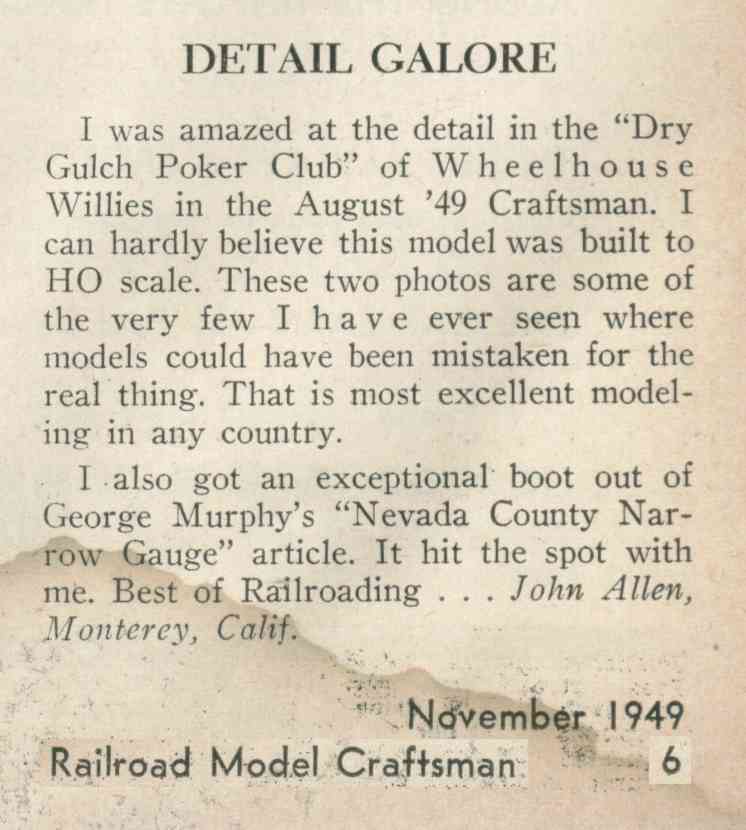 DETAIL GALORE
I was amazed at the detail in the “Dry
Gulch Poker Club” of Wheelhouse
Willies in the August ’49 Craftsman. I
can hardly believe this model was built to
HO scale. These two photos are some of
the very few I have ever seen where
models could have been mistaken for the
real thing. That is most excellent model-
ing in any country.
I also got an exceptional boot out of
George Murphy’s “Nevada County Nar-
row Gauge” article. It hit the spot with
me. Best of Railroading . . . John Allen,
Monterey, Calif.
November 1949
Railroad Model Craftsman 6